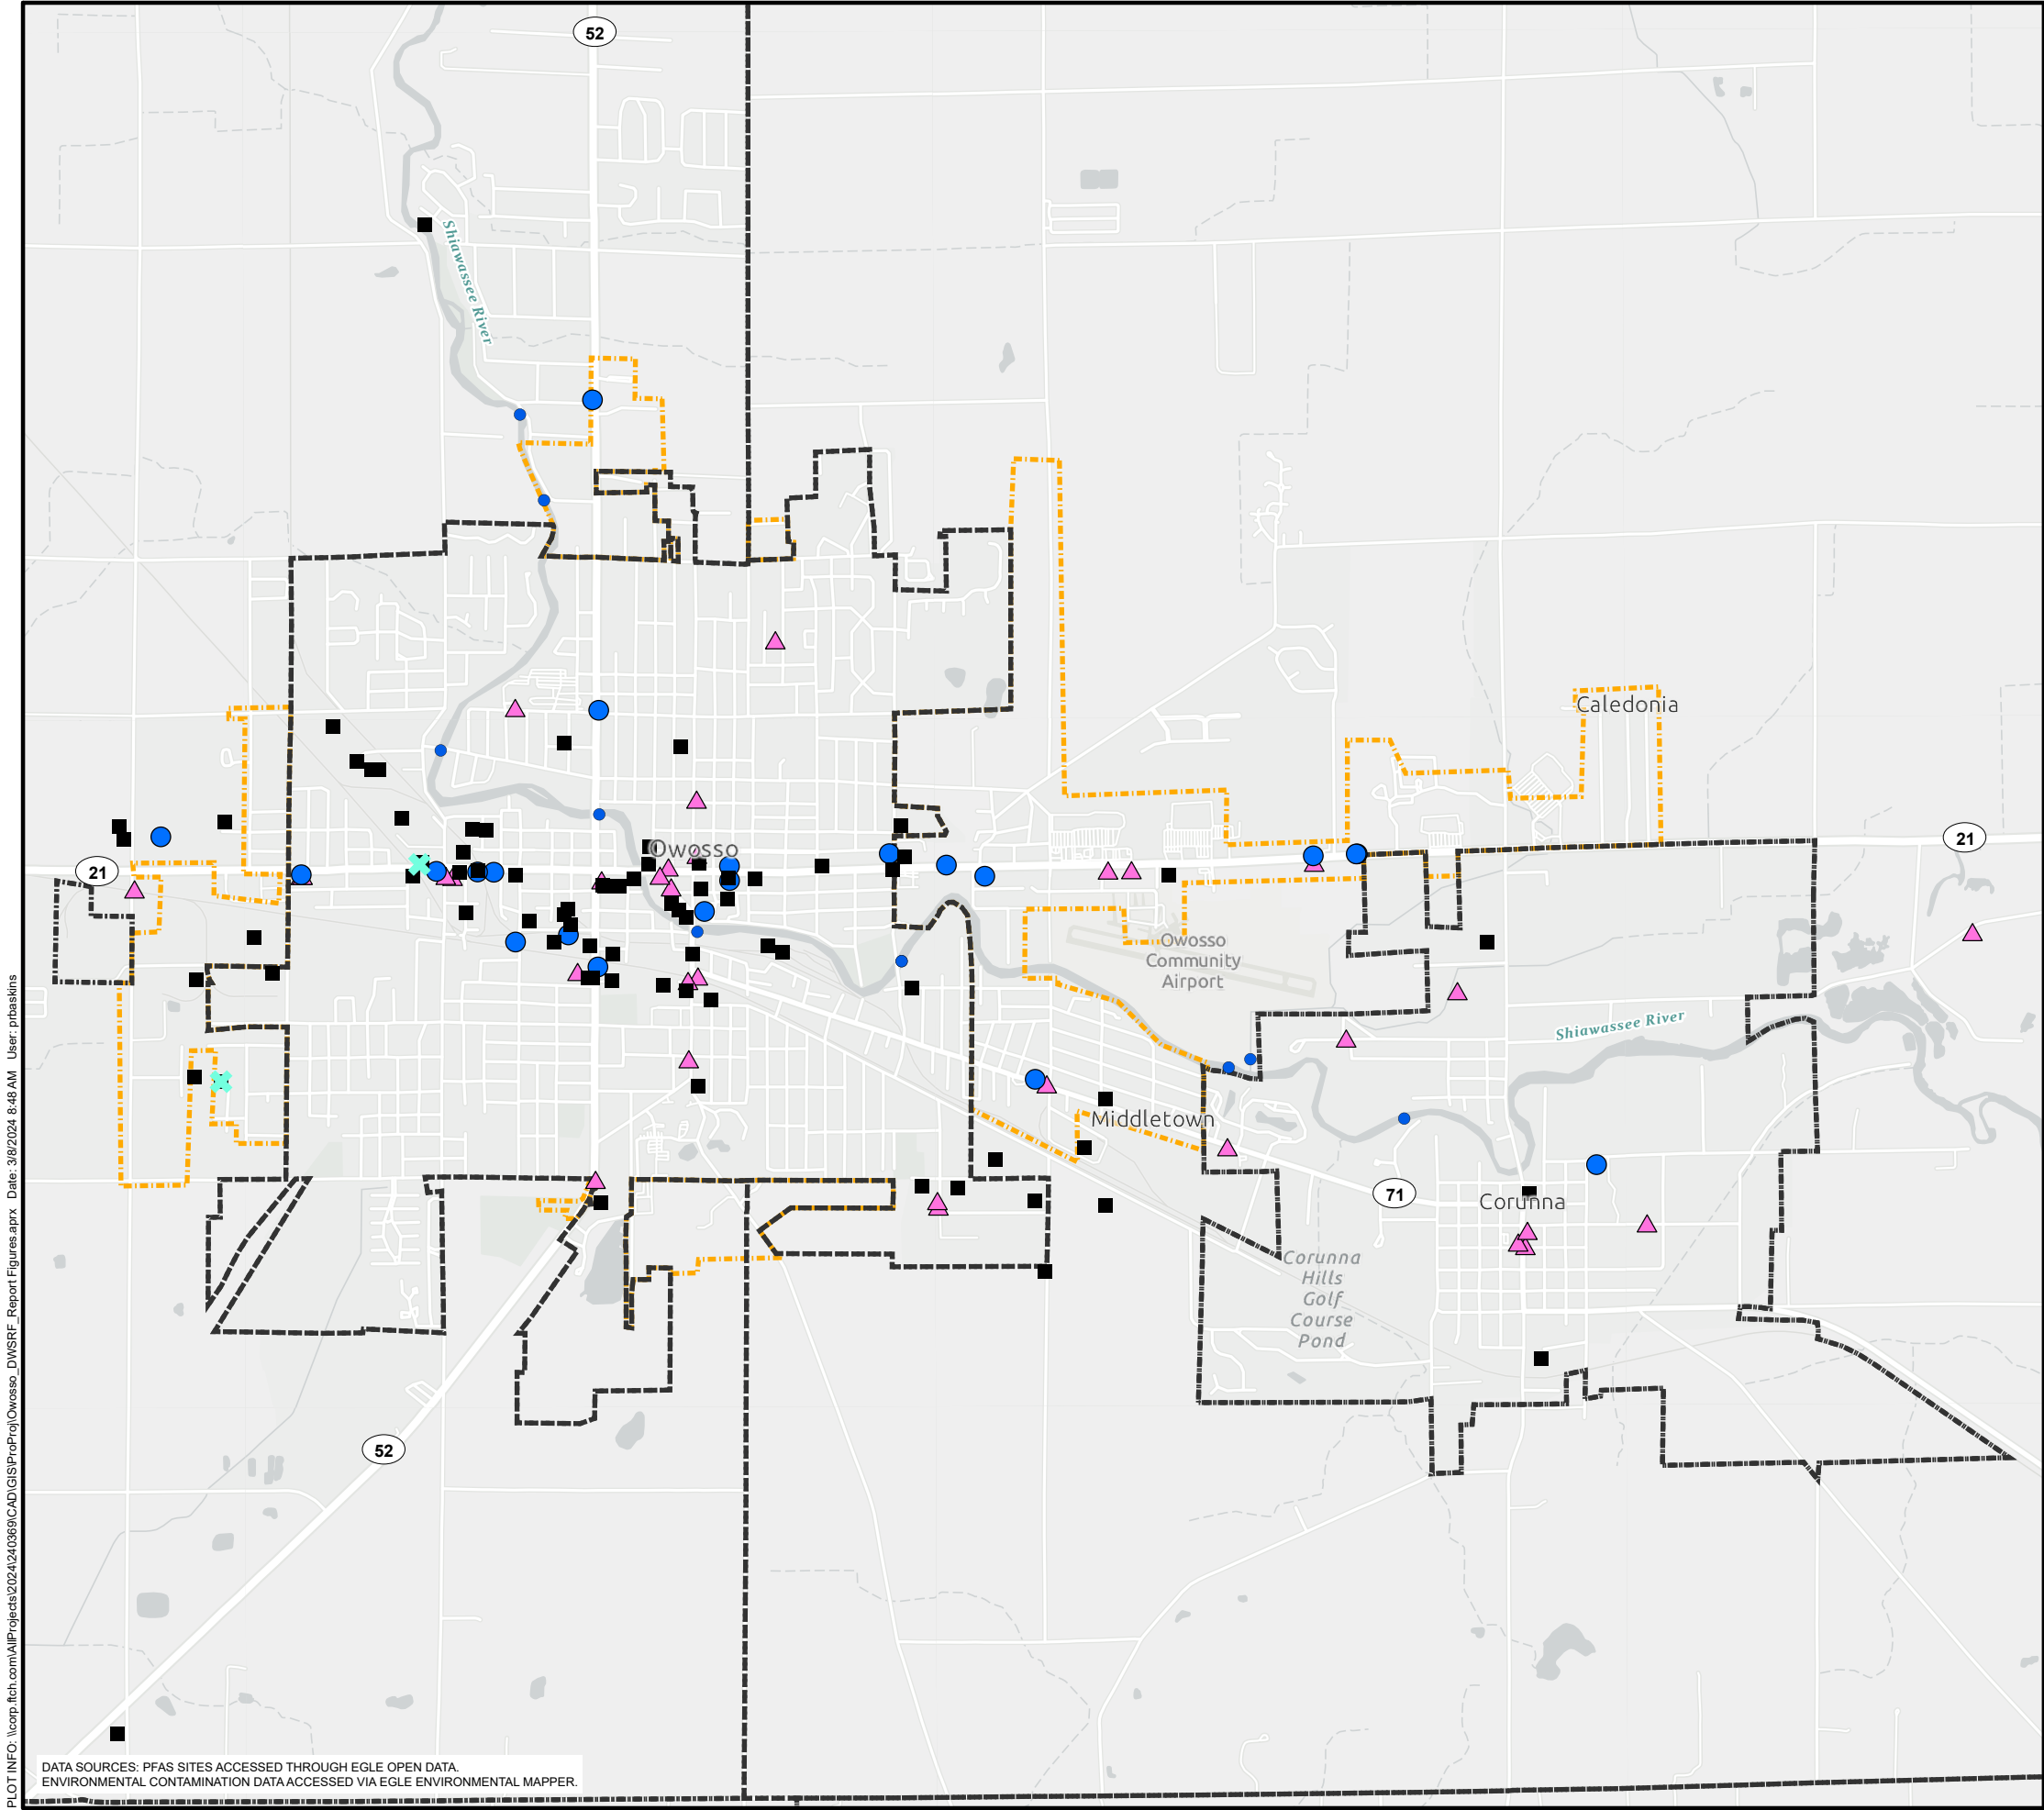 52
Shiawassee River
Caledonia
Owosso
21
21
Owosso
Community
Airport
Shiawassee River
Middletown
71
Corunna
Corunna
Hills
Golf
Course
Pond
52
PLOT INFO: \\corp.ftch.com\AllProjects\2024\240369\CAD\GIS\ProProj\Owosso_DWSRF_Report Figures.aprx Date: 3/8/2024 8:48 AM User: prbaskins
DATA SOURCES: PFAS SITES ACCESSED THROUGH EGLE OPEN DATA.
ENVIRONMENTAL CONTAMINATION DATA ACCESSED VIA EGLE ENVIRONMENTAL MAPPER.